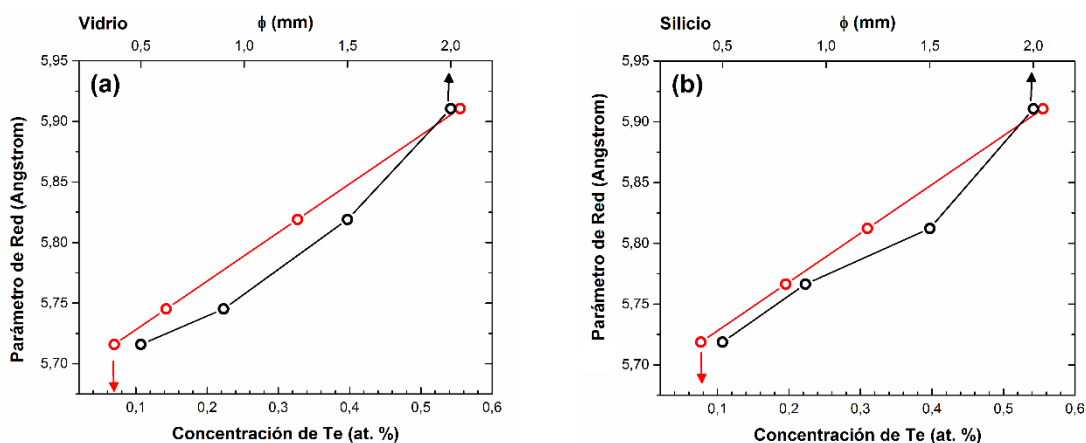 Vidrio
ϕ (mm)
0,5 1,0 1,5 2,0
(a)
5,95
5,90
5,85
5,80
5,75
5,70
Parámetro de Red (Angstrom)
0,1 0,2 0,3 0,4 0,5 0,6
Concentración de Te (at. %)
Silicio
ϕ (mm)
0,5 1,0 1,5 2,0
(b)
5,95
5,90
5,85
5,80
5,75
5,70
Parámetro de Red (Angstrom)
0,1 0,2 0,3 0,4 0,5 0,6
Concentración de Te (at. %)